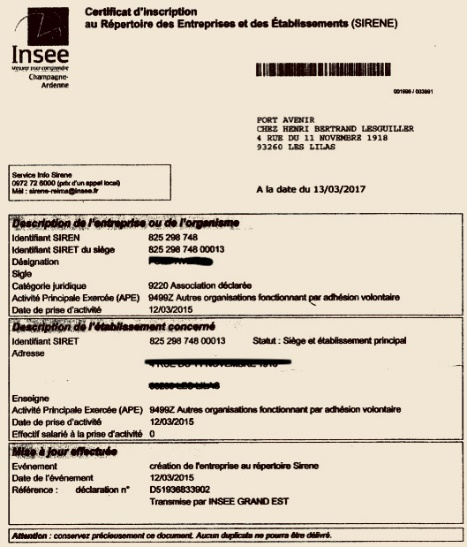 Certificat d'inscription
au Répertoire des Entreprises et des Établissements (SIRENE)
Insee
Mesurer pour comprendre
Champagne-
Ardenne
001998 / 003991
PORT AVENIR
CHEZ HENRI BERTRAND LESGUILLER
4 RUE DU 11 NOVEMBRE 1918
93260 LES LILAS
Service Info Sirene
0972 72 6000 (prix d'un appel local)
Mél : sirene-reims@insee.fr
A la date du 13/03/2017
Description de l'entreprise ou de l'organisme
Identifiant SIREN 825 298 748
Identifiant SIRET du siège 825 298 748 00013
Désignation
Sigle
Catégorie juridique 9220 Association déclarée
Activité Principale Exercée (APE) 9499Z Autres organisations fonctionnant par adhésion volontaire
Date de prise d'activité 12/03/2015
Description de l'établissement concerné
Identifiant SIRET 825 298 748 00013 Statut : Siège et établissement principal
Adresse
Enseigne
Activité Principale Exercée (APE) 9499Z Autres organisations fonctionnant par adhésion volontaire
Date de prise d'activité 12/03/2015
Effectif salarié à la prise d'activité 0
Mise à jour effectuée
Evénement création de l'entreprise au répertoire Sirene
Date de l'événement 12/03/2015
Référence : déclaration n° D51936833902
Transmise par INSEE GRAND EST
Attention : conservez précieusement ce document. Aucun duplicata ne pourra être délivré.